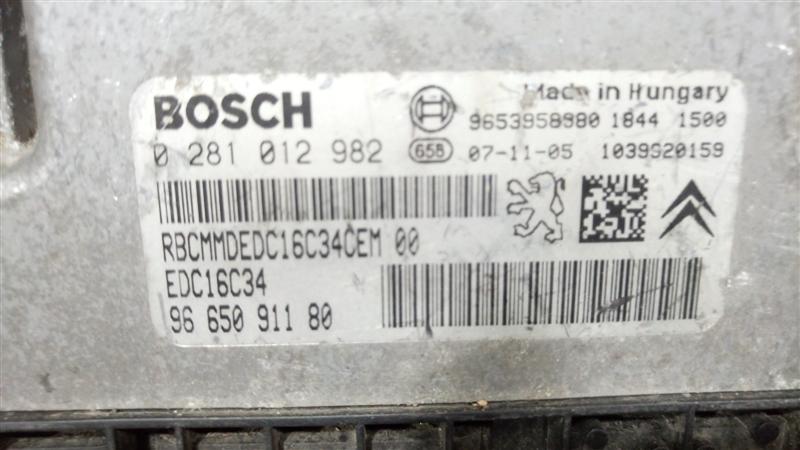 BOSCH
Made in Hungary
9653958980 1844 1500
0 281 012 982
658
07-11-05 1039S20159
RBCMMDEDC16C34CEM 00
EDC16C34
96 650 911 80